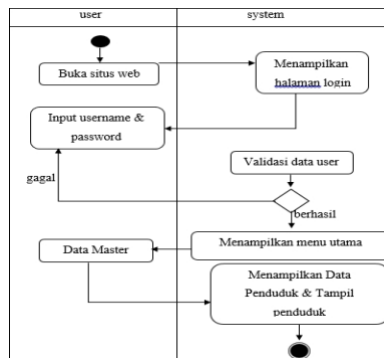 user
system
Buka situs web
Menampilkan
halaman login
Input username &
password
Validasi data user
gagal
berhasil
Data Master
Menampilkan menu utama
Menampilkan Data
Penduduk & Tampil
penduduk